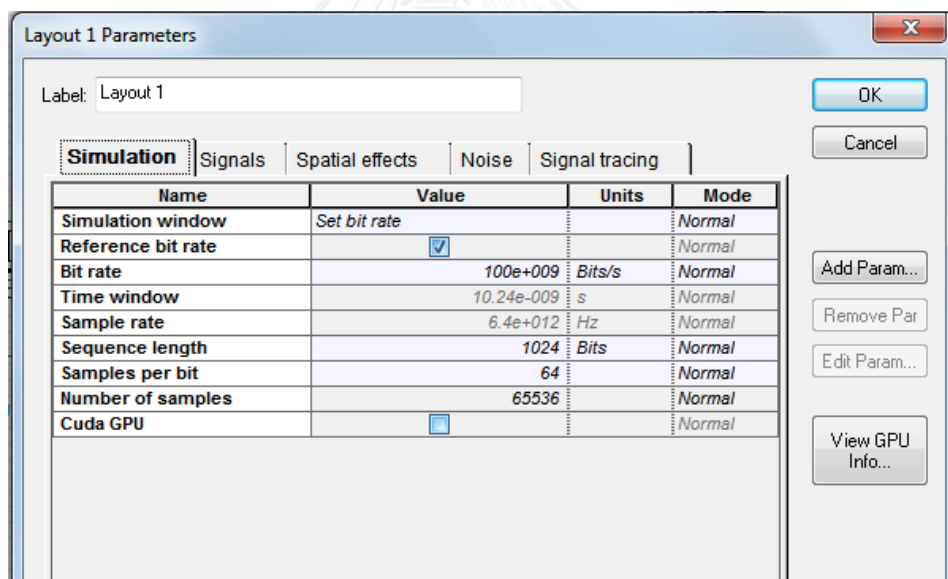 Layout 1 Parameters
Label: Layout 1
OK
Cancel
Simulation Signals Spatial effects Noise Signal tracing
Name Value Units Mode
Simulation window Set bit rate Normal
Reference bit rate Normal
Bit rate 100e+009 Bits/s Normal
Time window 10.24e-009 s Normal
Sample rate 6.4e+012 Hz Normal
Sequence length 1024 Bits Normal
Samples per bit 64 Normal
Number of samples 65536 Normal
Cuda GPU Normal
Add Param...
Remove Par
Edit Param...
View GPU
Info...